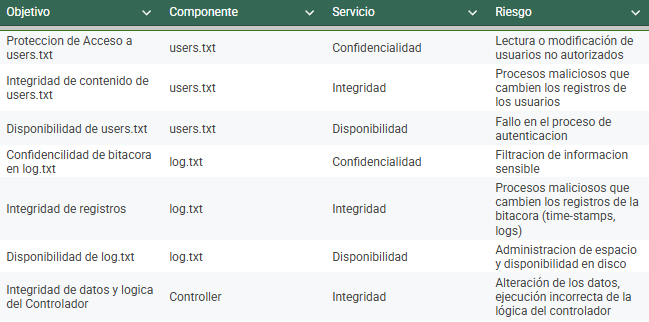 Objetivo Componente Servicio Riesgo
Proteccion de Acceso a
users.txt
users.txt
Confidencialidad
Lectura o modificación de
usuarios no autorizados
Integridad de contenido de
users.txt
users.txt
Integridad
Procesos maliciosos que
cambien los registros de
los usuarios
Disponibilidad de users.txt
users.txt
Disponibilidad
Fallo en el proceso de
autenticacion
Confidencilidad de bitacora
en log.txt
log.txt
Confidencialidad
Filtracion de informacion
sensible
Integridad de registros
log.txt
Integridad
Procesos maliciosos que
cambien los registros de la
bitacora (time-stamps,
logs)
Disponibilidad de log.txt
log.txt
Disponibilidad
Administracion de espacio
y disponibilidad en disco
Integridad de datos y logica
del Controlador
Controller
Integridad
Alteración de los datos,
ejecución incorrecta de la
lógica del controlador